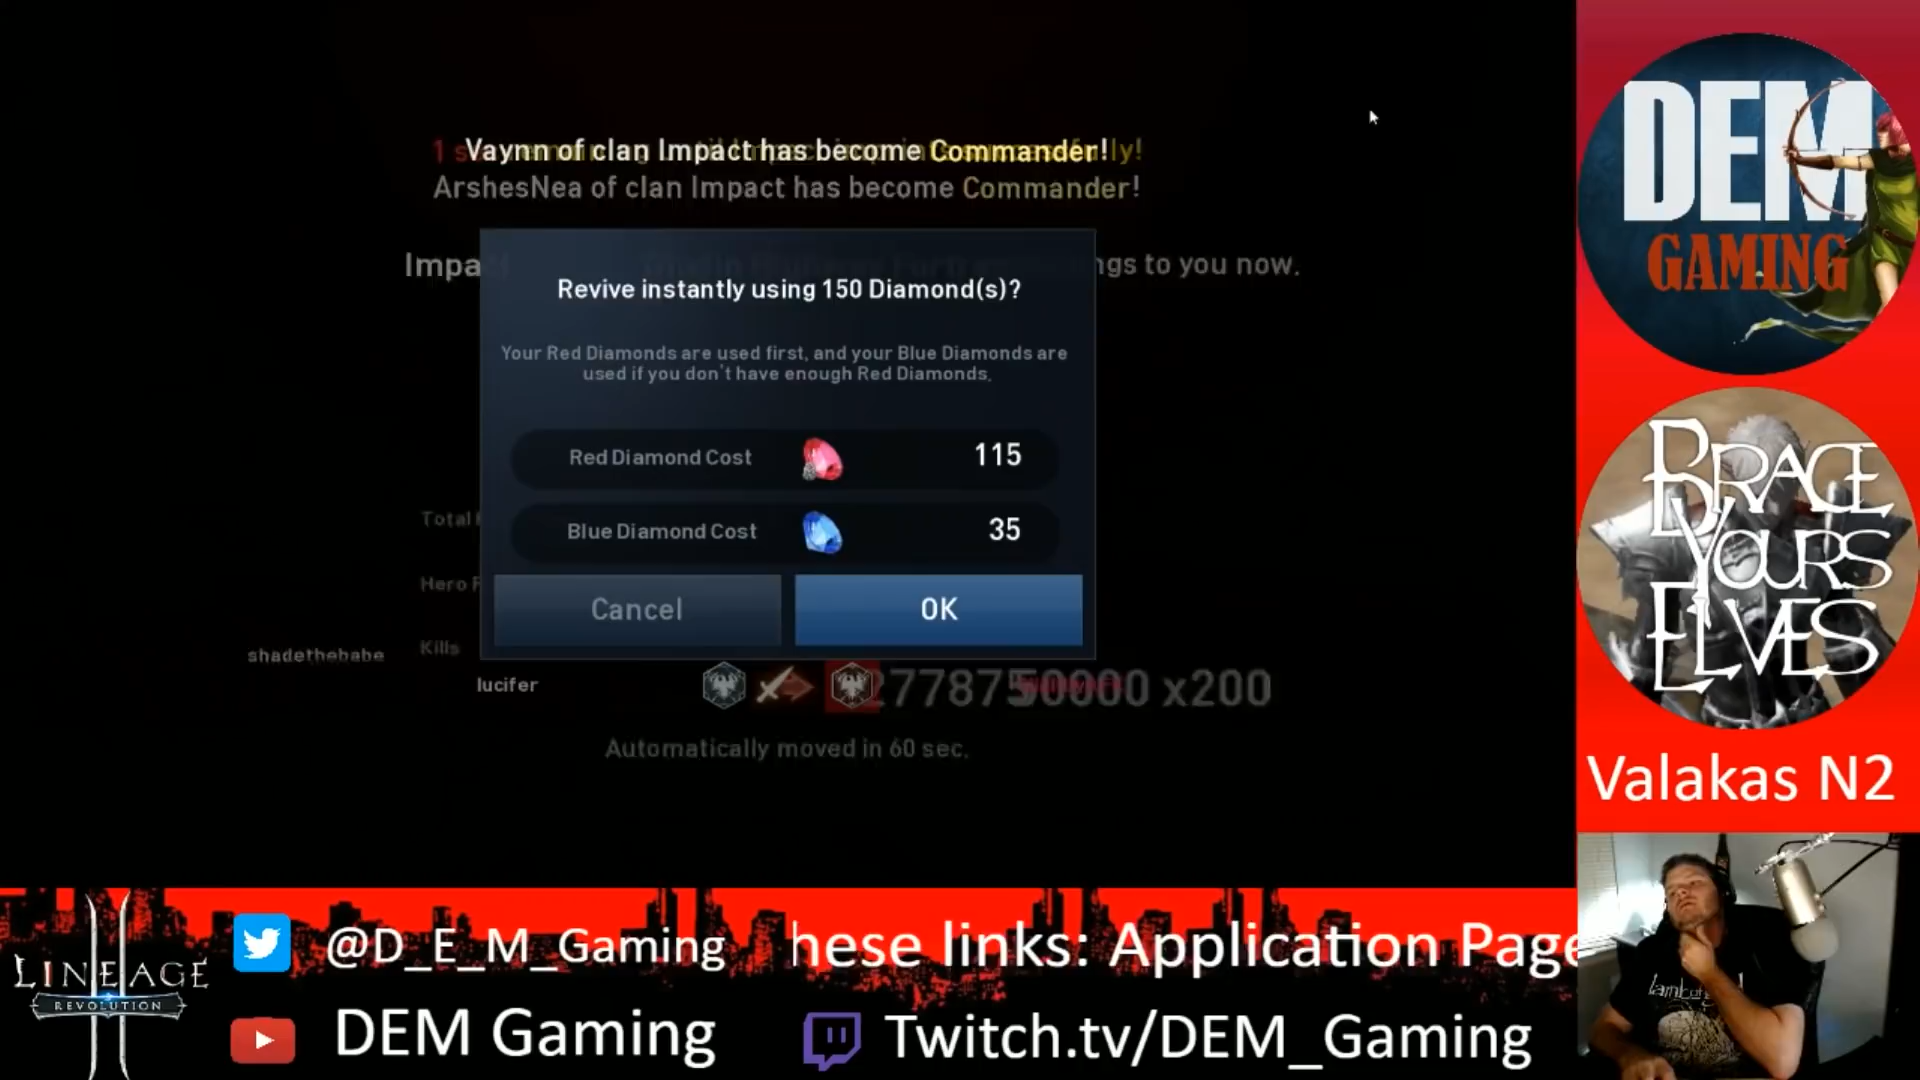 Vaynn of clan Impact has become Commander!
ArshesNea of clan Impact has become Commander!
Impa ngs to you now.
Revive instantly using 150 Diamond(s)?
Your Red Diamonds are used first, and your Blue Diamonds are
used if you don't have enough Red Diamonds.
Red Diamond Cost 115
Blue Diamond Cost 35
Total
Hero
Kills
Cancel OK
shadethebabe
lucifer
x200
Automatically moved in 60 sec.
DEM
GAMING
BRACE
YOURS
ELVES
Valakas N2
LINEAGE
REVOLUTION
@D_E_M_Gaming
hese links: Application Page
DEM Gaming
Twitch.tv/DEM_Gaming